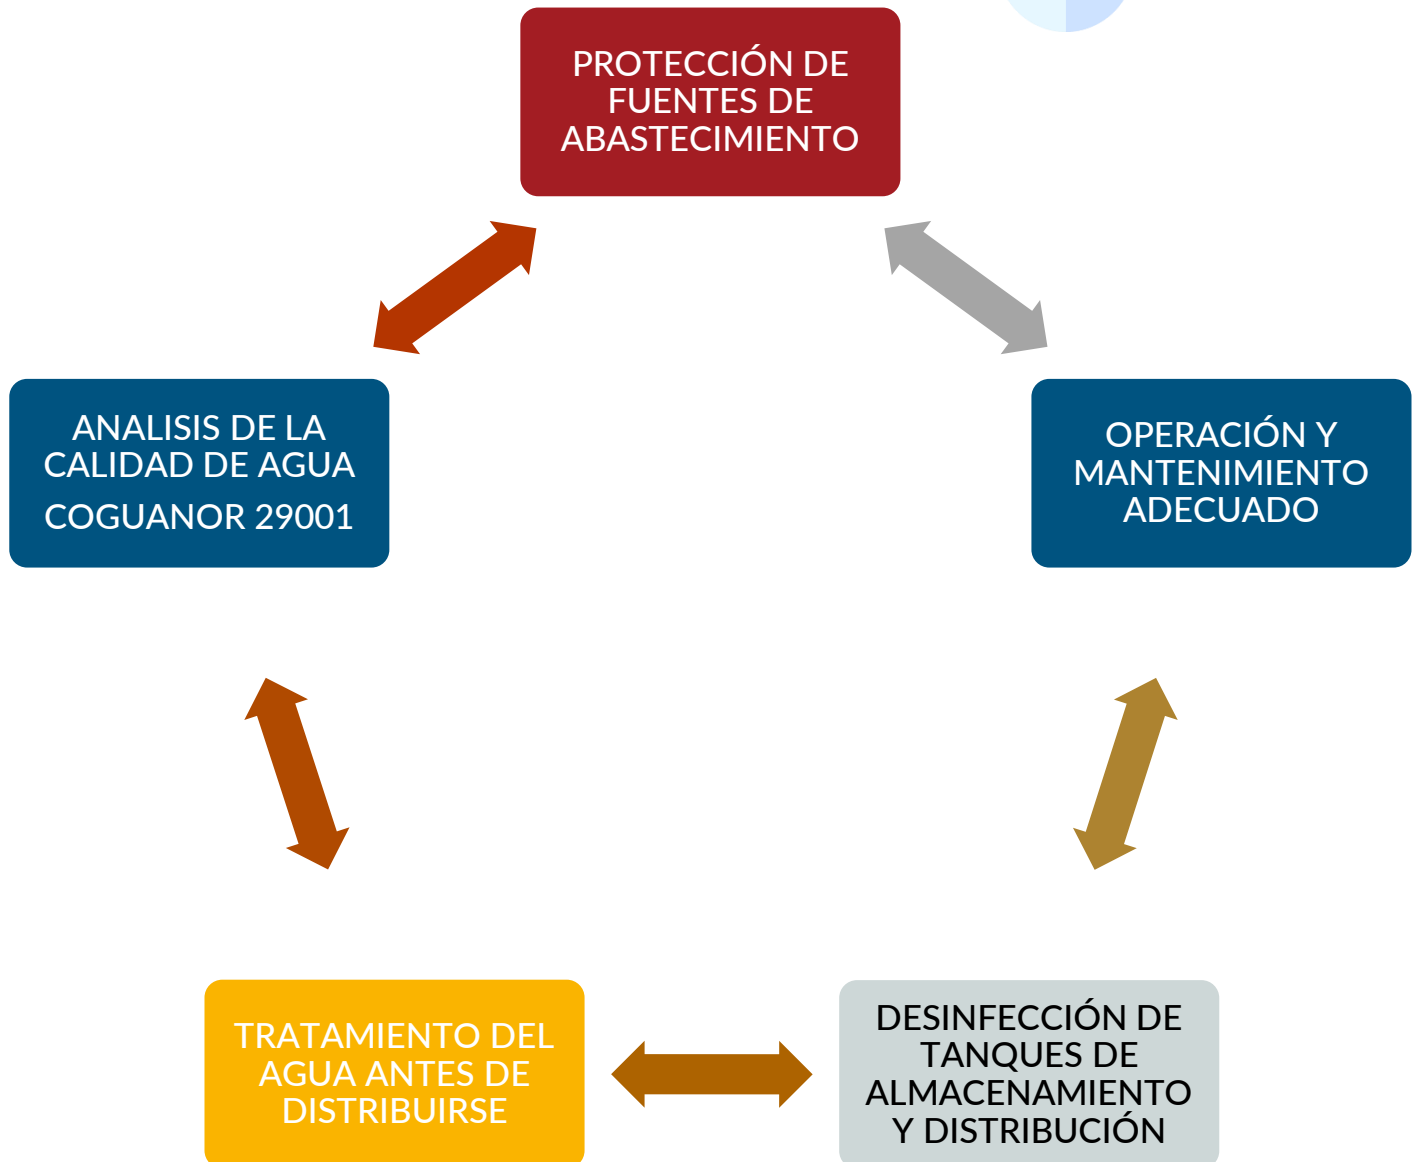 PROTECCIÓN DE
FUENTES DE
ABASTECIMIENTO
ANALISIS DE LA
CALIDAD DE AGUA
COGUANOR 29001
OPERACIÓN Y
MANTENIMIENTO
ADECUADO
TRATAMIENTO DEL
AGUA ANTES DE
DISTRIBUIRSE
DESINFECCIÓN DE
TANQUES DE
ALMACENAMIENTO
Y DISTRIBUCIÓN